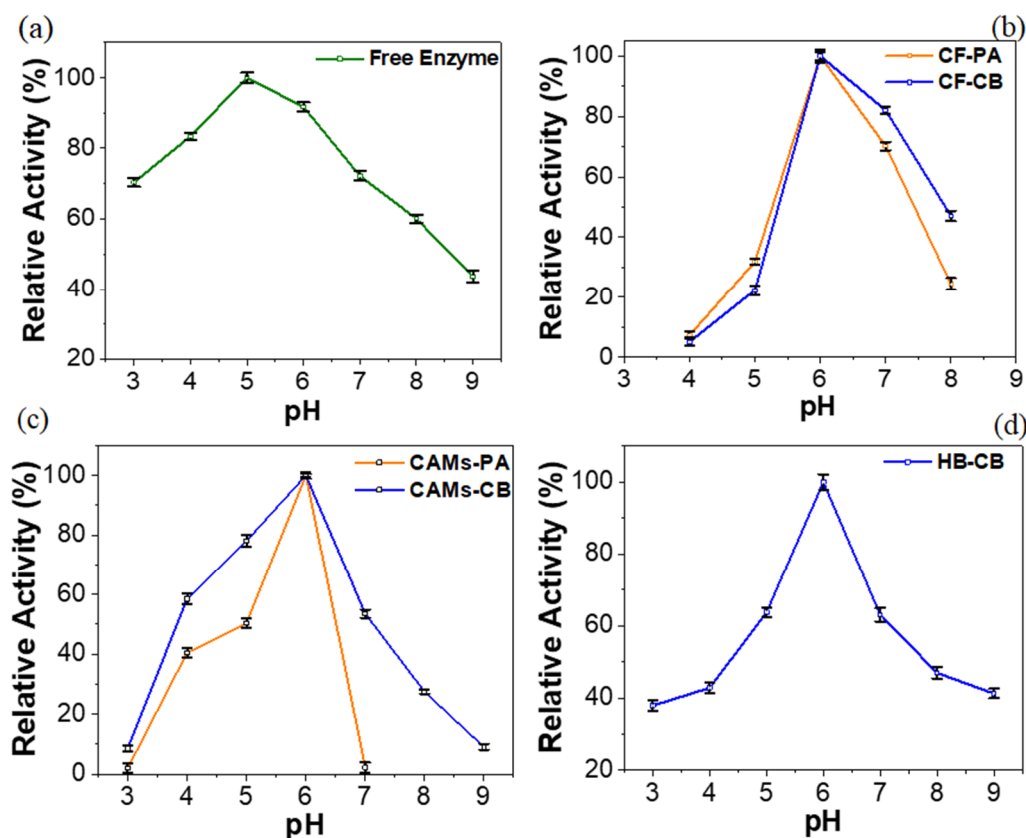 (a)
Free Enzyme
Relative Activity (%)
100
80
60
40
20
3 4 5 6 7 8 9
pH
(b)
CF-PA
CF-CB
Relative Activity (%)
100
80
60
40
20
0
3 4 5 6 7 8 9
pH
(c)
CAMs-PA
CAMs-CB
Relative Activity (%)
100
80
60
40
20
0
3 4 5 6 7 8 9
pH
(d)
HB-CB
Relative Activity (%)
100
80
60
40
20
3 4 5 6 7 8 9
pH